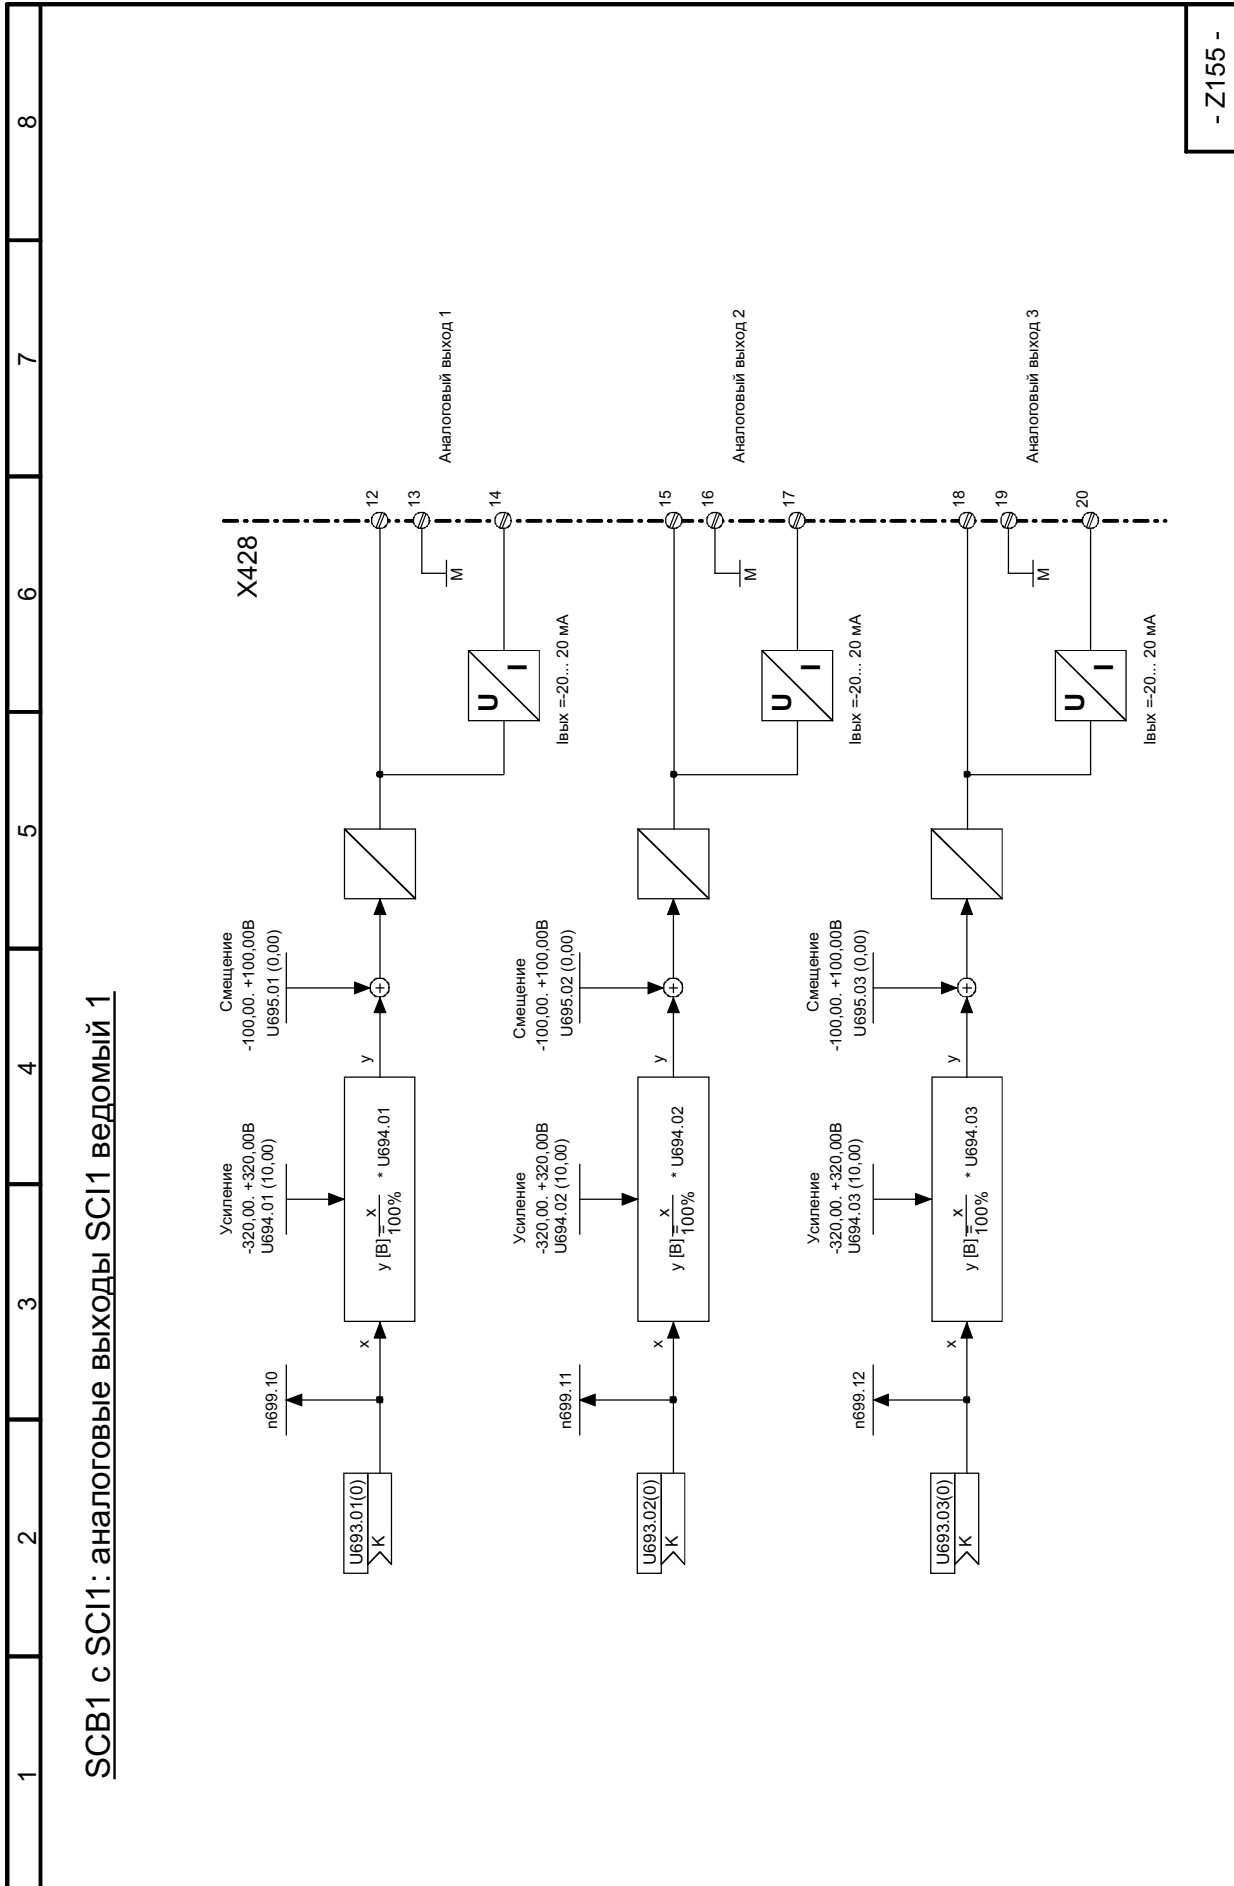 1 2 3 4 5 6 7 8
SCB1 с SCI1: аналоговые выходы SCI1 ведомый 1
X428
U693.01(0)
K
n699.10
x
Усиление
-320,00. +320,00В
U694.01 (10,00)
y [В]= x / 100% * U694.01
y
Смещение
-100,00. +100,00В
U695.01 (0,00)
+
U
I
Iвых =-20... 20 мА
M
12
13
14
Аналоговый выход 1
U693.02(0)
K
n699.11
x
Усиление
-320,00. +320,00В
U694.02 (10,00)
y [В]= x / 100% * U694.02
y
Смещение
-100,00. +100,00В
U695.02 (0,00)
+
U
I
Iвых =-20... 20 мА
M
15
16
17
Аналоговый выход 2
U693.03(0)
K
n699.12
x
Усиление
-320,00. +320,00В
U694.03 (10,00)
y [В]= x / 100% * U694.03
y
Смещение
-100,00. +100,00В
U695.03 (0,00)
+
U
I
Iвых =-20... 20 мА
M
18
19
20
Аналоговый выход 3
- Z155 -